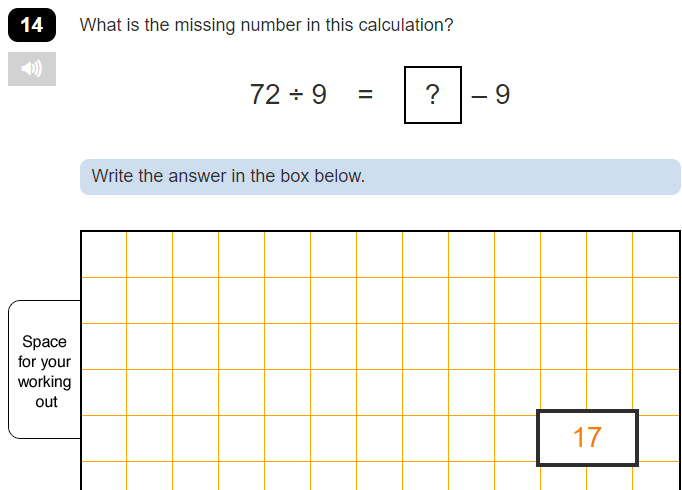 14 What is the missing number in this calculation?
72 ÷ 9 = ? – 9
Write the answer in the box below.
Space
for your
working
out
17